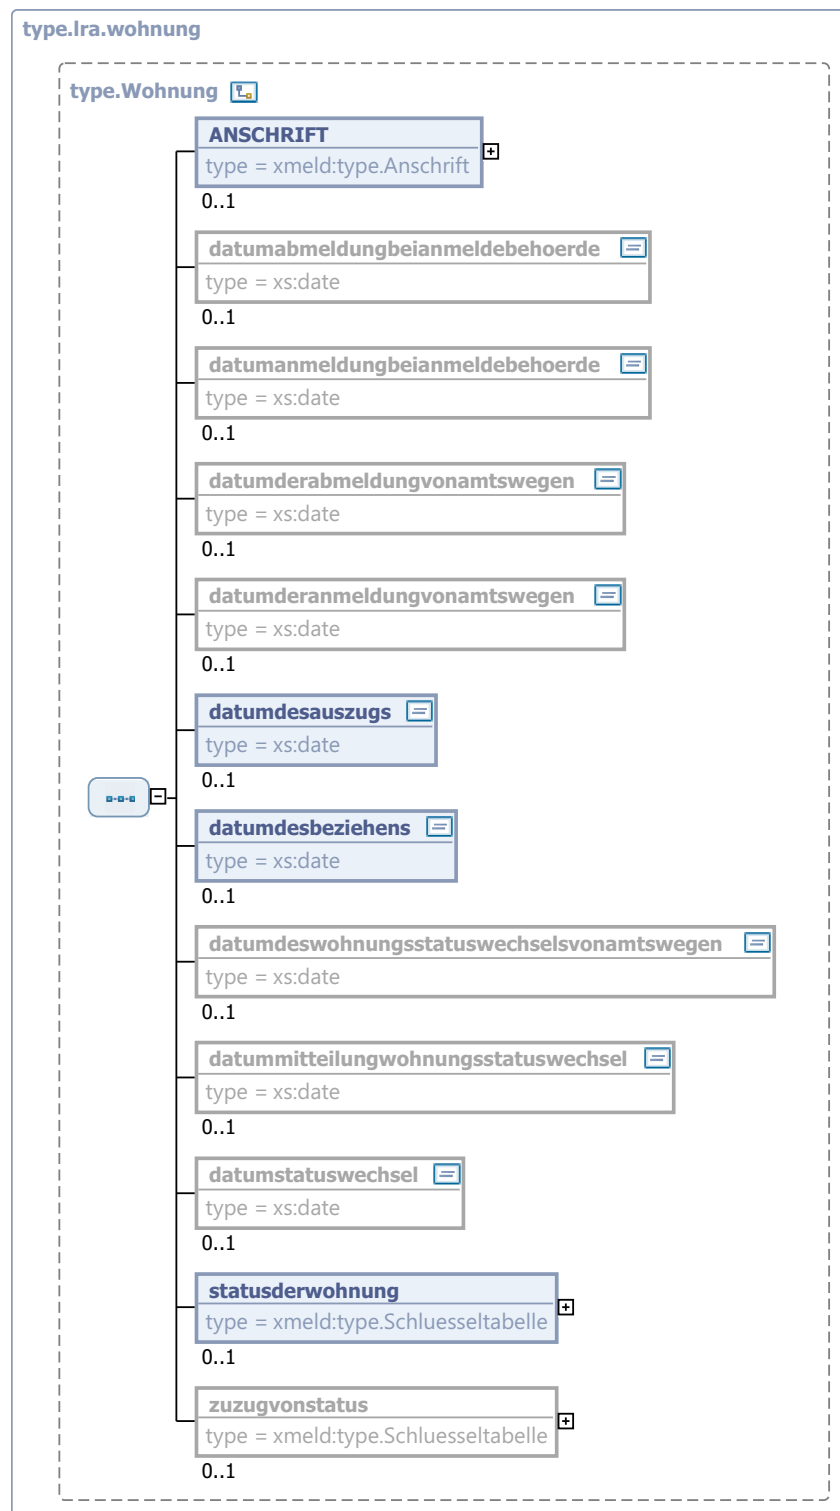 type.lra.wohnung
type.Wohnung
ANSCHRIFT
type = xmeld:type.Anschrift
0..1
datumabmeldungbeianmeldebehoerde
type = xs:date
0..1
datumanmeldungbeianmeldebehoerde
type = xs:date
0..1
datumderabmeldungvonamtswegen
type = xs:date
0..1
datumderanmeldungvonamtswegen
type = xs:date
0..1
datumdesauszugs
type = xs:date
0..1
datumdesbeziehens
type = xs:date
0..1
datumdeswohnungsstatuswechselsvonamtswegen
type = xs:date
0..1
datummitteilungwohnungsstatuswechsel
type = xs:date
0..1
datumstatuswechsel
type = xs:date
0..1
statusderwohnung
type = xmeld:type.Schluesseltabelle
0..1
zuzugvonstatus
type = xmeld:type.Schluesseltabelle
0..1